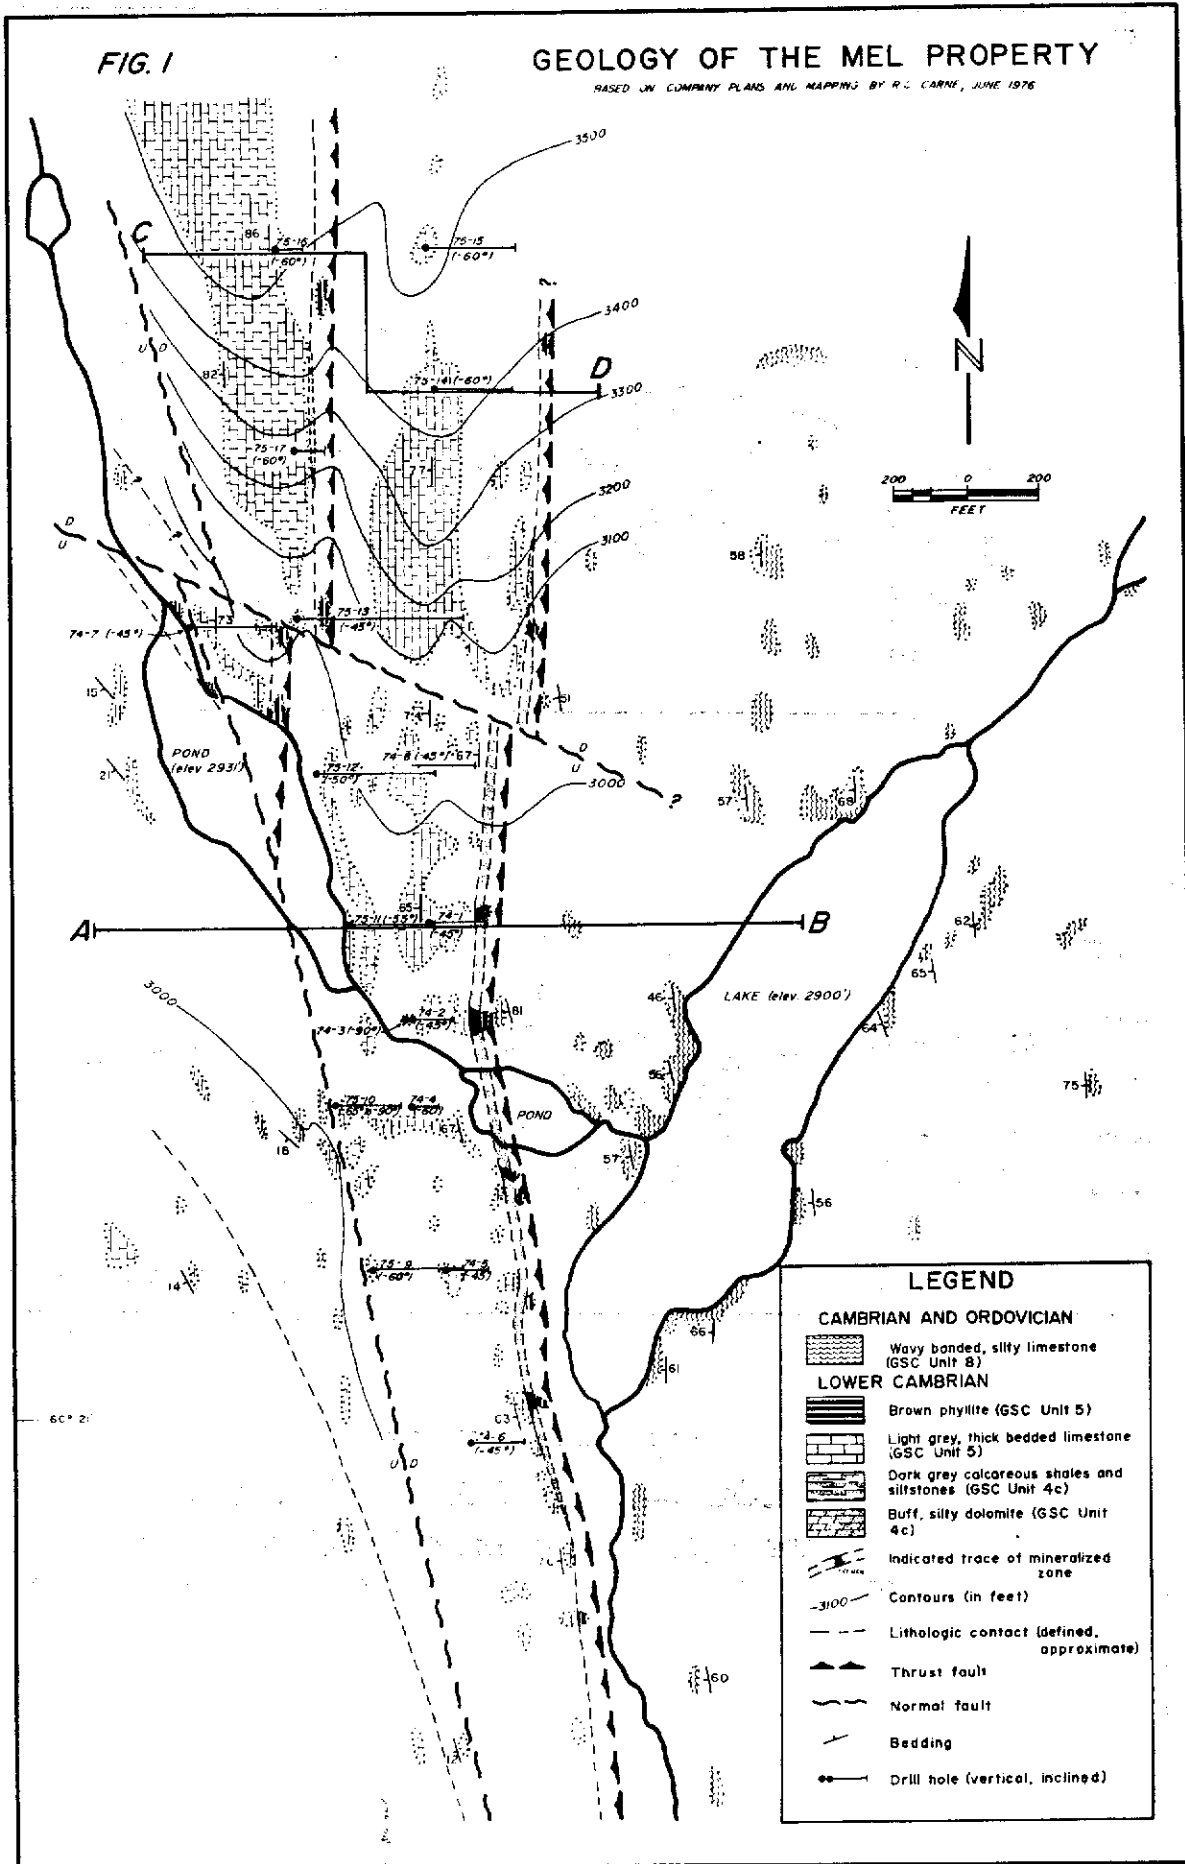 FIG. 1
GEOLOGY OF THE MEL PROPERTY
BASED ON COMPANY PLANS AND MAPPING BY R.C. CARNE, JUNE 1976
3500
C
86
75-16
(-60°)
75-15
(-60°)
?
N
3400
U D
82
75-14 (-60°)
D
3300
75-17
(-60°)
77
3200
200 0 200
FEET
D
U
3100
58
73
75-13
(-45°)
74-7 (-45°)
15
51
POND
(elev 2931')
21
74-8 (-45°)
67
75-12
(-50°)
D
U
?
3000
57
68
65
75-11 (-55°)
74-1
(-45°)
A
B
62
65
3000
46
LAKE (elev. 2900')
64
74-2
(-45°)
81
74-3 (-90°)
56
75
75-10
74-4
(-60°)
POND
67
18
57
56
75-9
(-60°)
74-5
(-45°)
14
66
61
60° 21'
63
74-6
(-45°)
U D
60
LEGEND
CAMBRIAN AND ORDOVICIAN
Wavy banded, silty limestone
(GSC Unit 8)
LOWER CAMBRIAN
Brown phyllite (GSC Unit 5)
Light grey, thick bedded limestone
(GSC Unit 5)
Dark grey calcareous shales and
siltstones (GSC Unit 4c)
Buff, silty dolomite (GSC Unit
4c)
Indicated trace of mineralized
zone
3100
Contours (in feet)
Lithologic contact (defined,
approximate)
Thrust fault
Normal fault
Bedding
Drill hole (vertical, inclined)